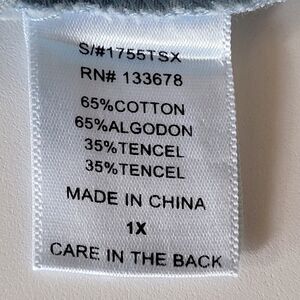 S/#1755TSX
RN# 133678
65%COTTON
65%ALGODON
35%TENCEL
35%TENCEL
MADE IN CHINA
1X
CARE IN THE BACK